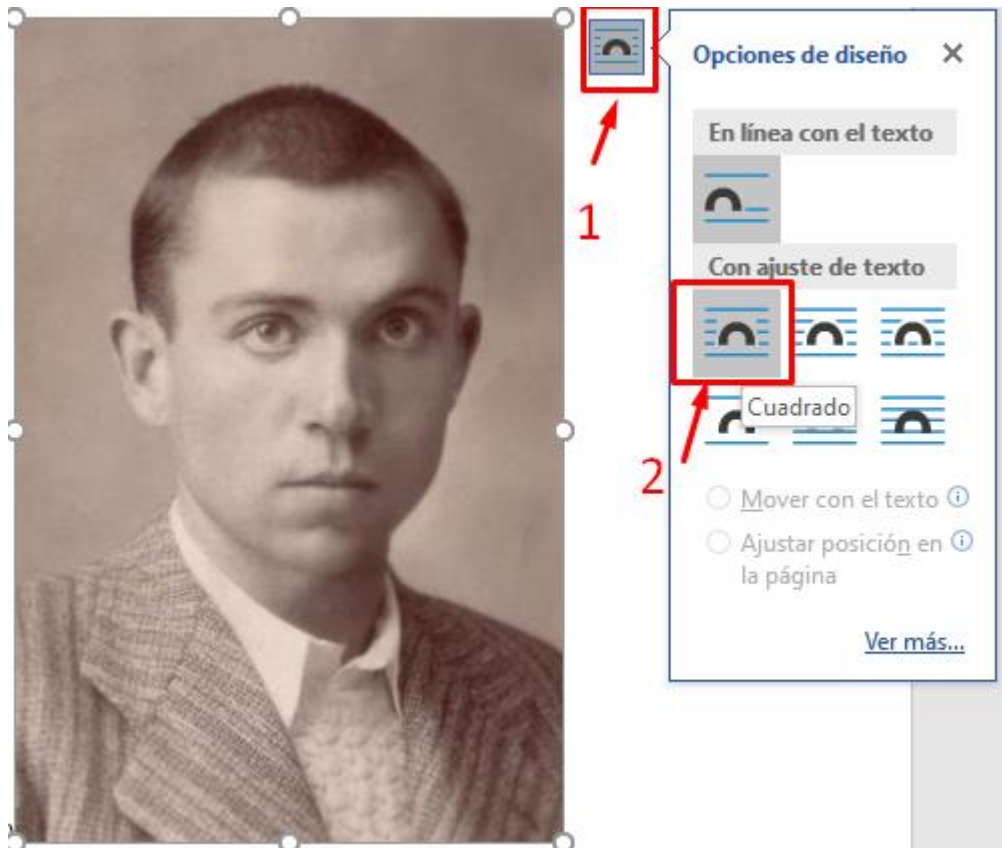 Opciones de diseño
En línea con el texto
1
Con ajuste de texto
Cuadrado
2
Mover con el texto
Ajustar posición en
la página
Ver más...